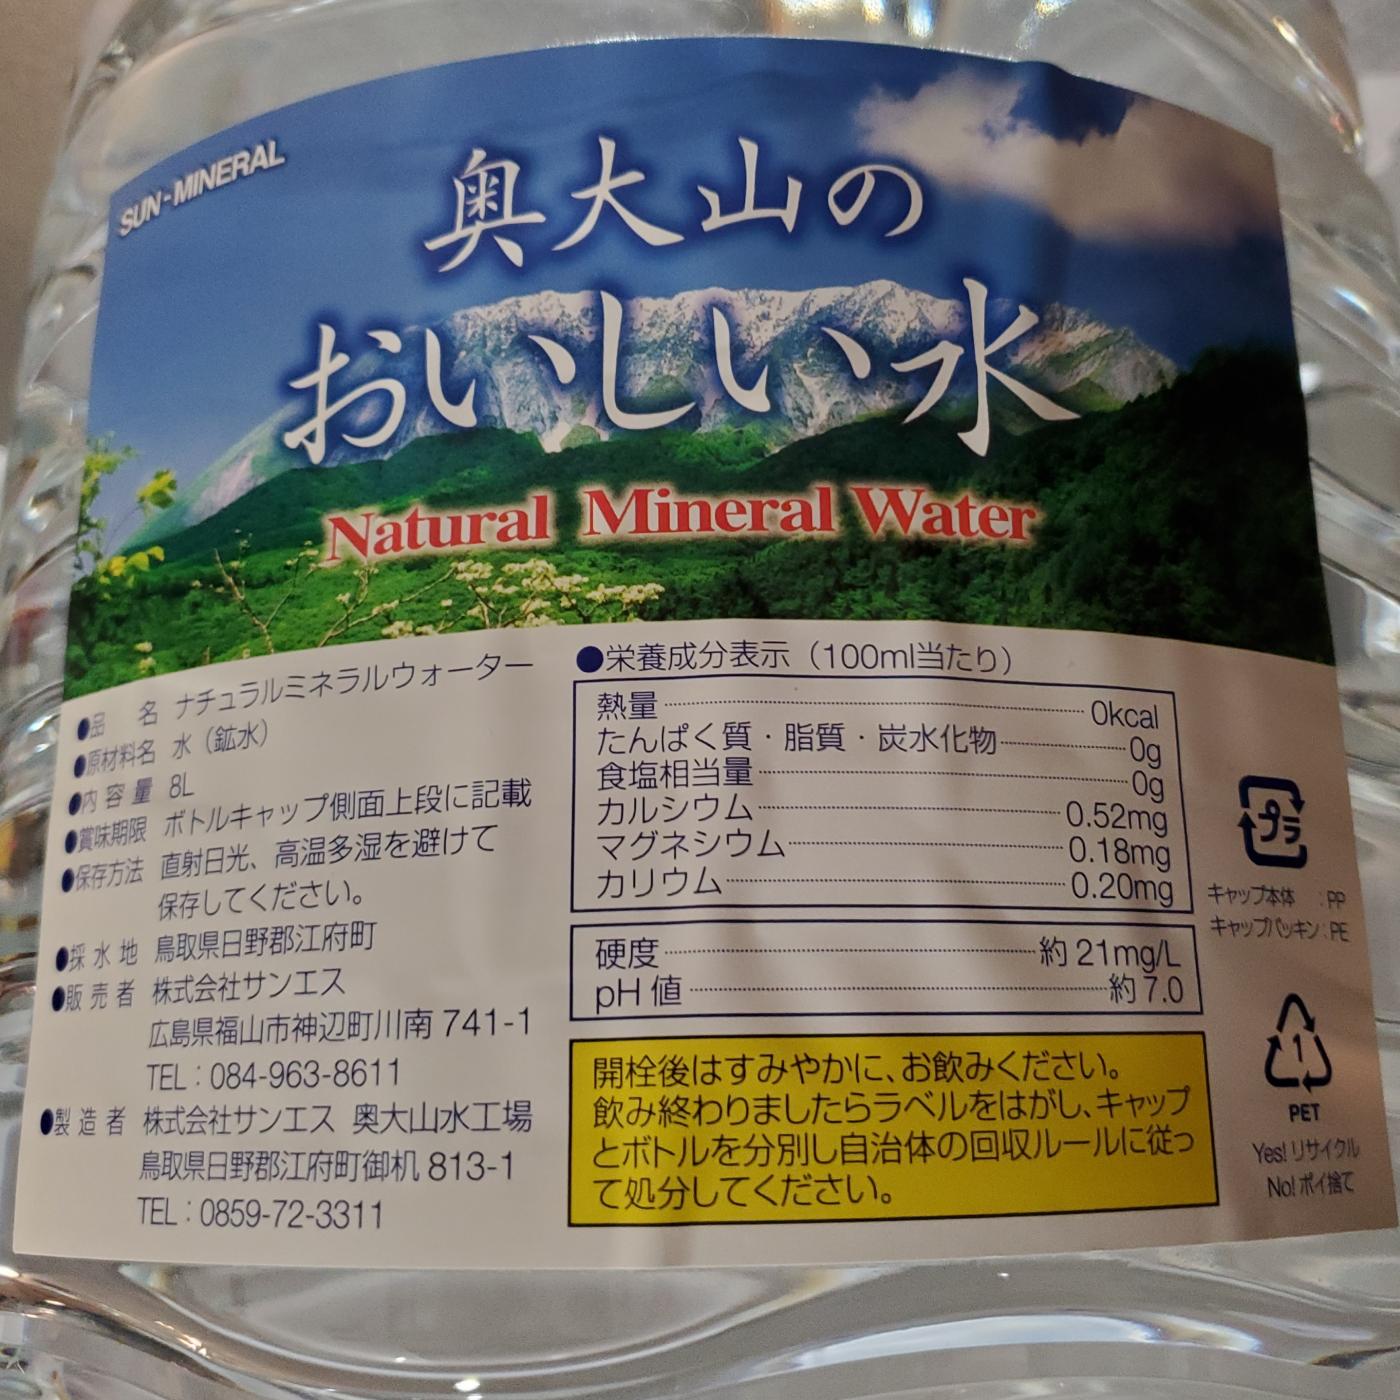 SUN-MINERAL
奥大山の
おいしい水
Natural Mineral Water
●品名 ナチュラルミネラルウォーター
●原材料名 水（鉱水）
●内容量 8L
●賞味期限 ボトルキャップ側面上段に記載
●保存方法 直射日光、高温多湿を避けて
保存してください。
●採水地 鳥取県日野郡江府町
●販売者 株式会社サンエス
広島県福山市神辺町川南 741-1
TEL：084-963-8611
●製造者 株式会社サンエス 奥大山水工場
鳥取県日野郡江府町御机 813-1
TEL：0859-72-3311
●栄養成分表示（100ml当たり）
熱量 0kcal
たんぱく質・脂質・炭水化物 0g
食塩相当量 0g
カルシウム 0.52mg
マグネシウム 0.18mg
カリウム 0.20mg
硬度 約 21mg/L
pH 値 約 7.0
開栓後はすみやかに、お飲みください。
飲み終わりましたらラベルをはがし、キャップ
とボトルを分別し自治体の回収ルールに従っ
て処分してください。
プラ
キャップ本体 ：PP
キャップパッキン：PE
1
PET
Yes! リサイクル
No! ポイ捨て